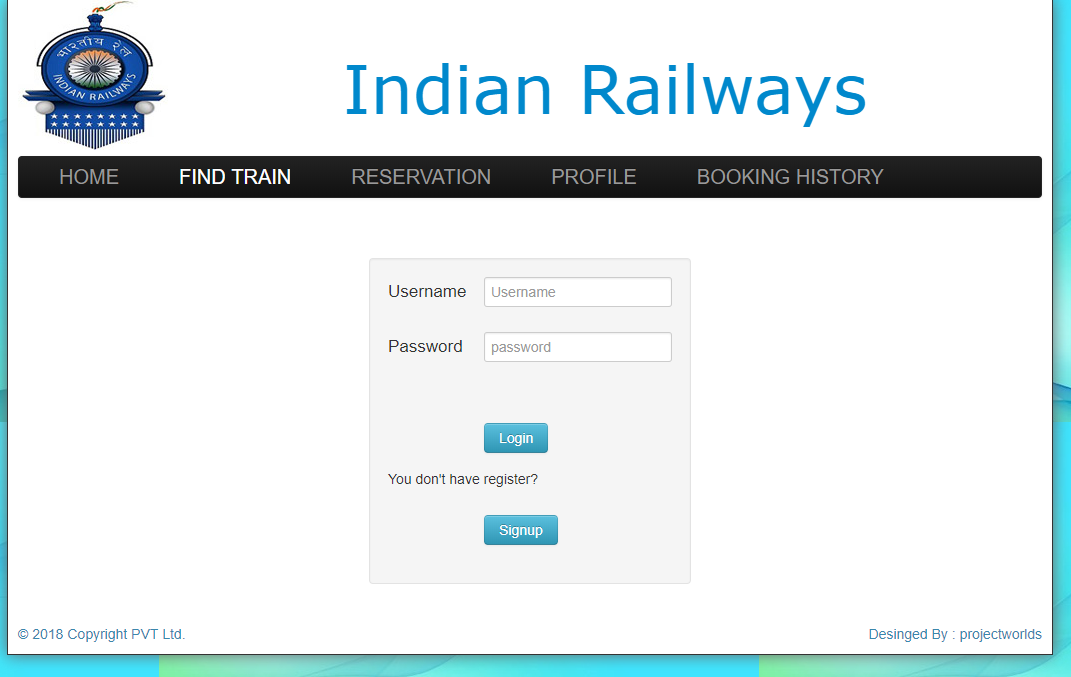 भारतीय रेल
INDIAN RAILWAYS
Indian Railways
HOME FIND TRAIN RESERVATION PROFILE BOOKING HISTORY
Username Username
Password password
Login
You don't have register?
Signup
© 2018 Copyright PVT Ltd. Desinged By : projectworlds